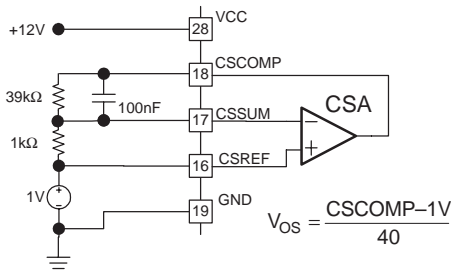 VCC
+12V
28
CSCOMP
18
39kΩ
100nF
CSA
CSSUM
17
–
1kΩ
+
CSREF
16
1V
+
–
GND
19
V_OS = CSCOMP–1V / 40